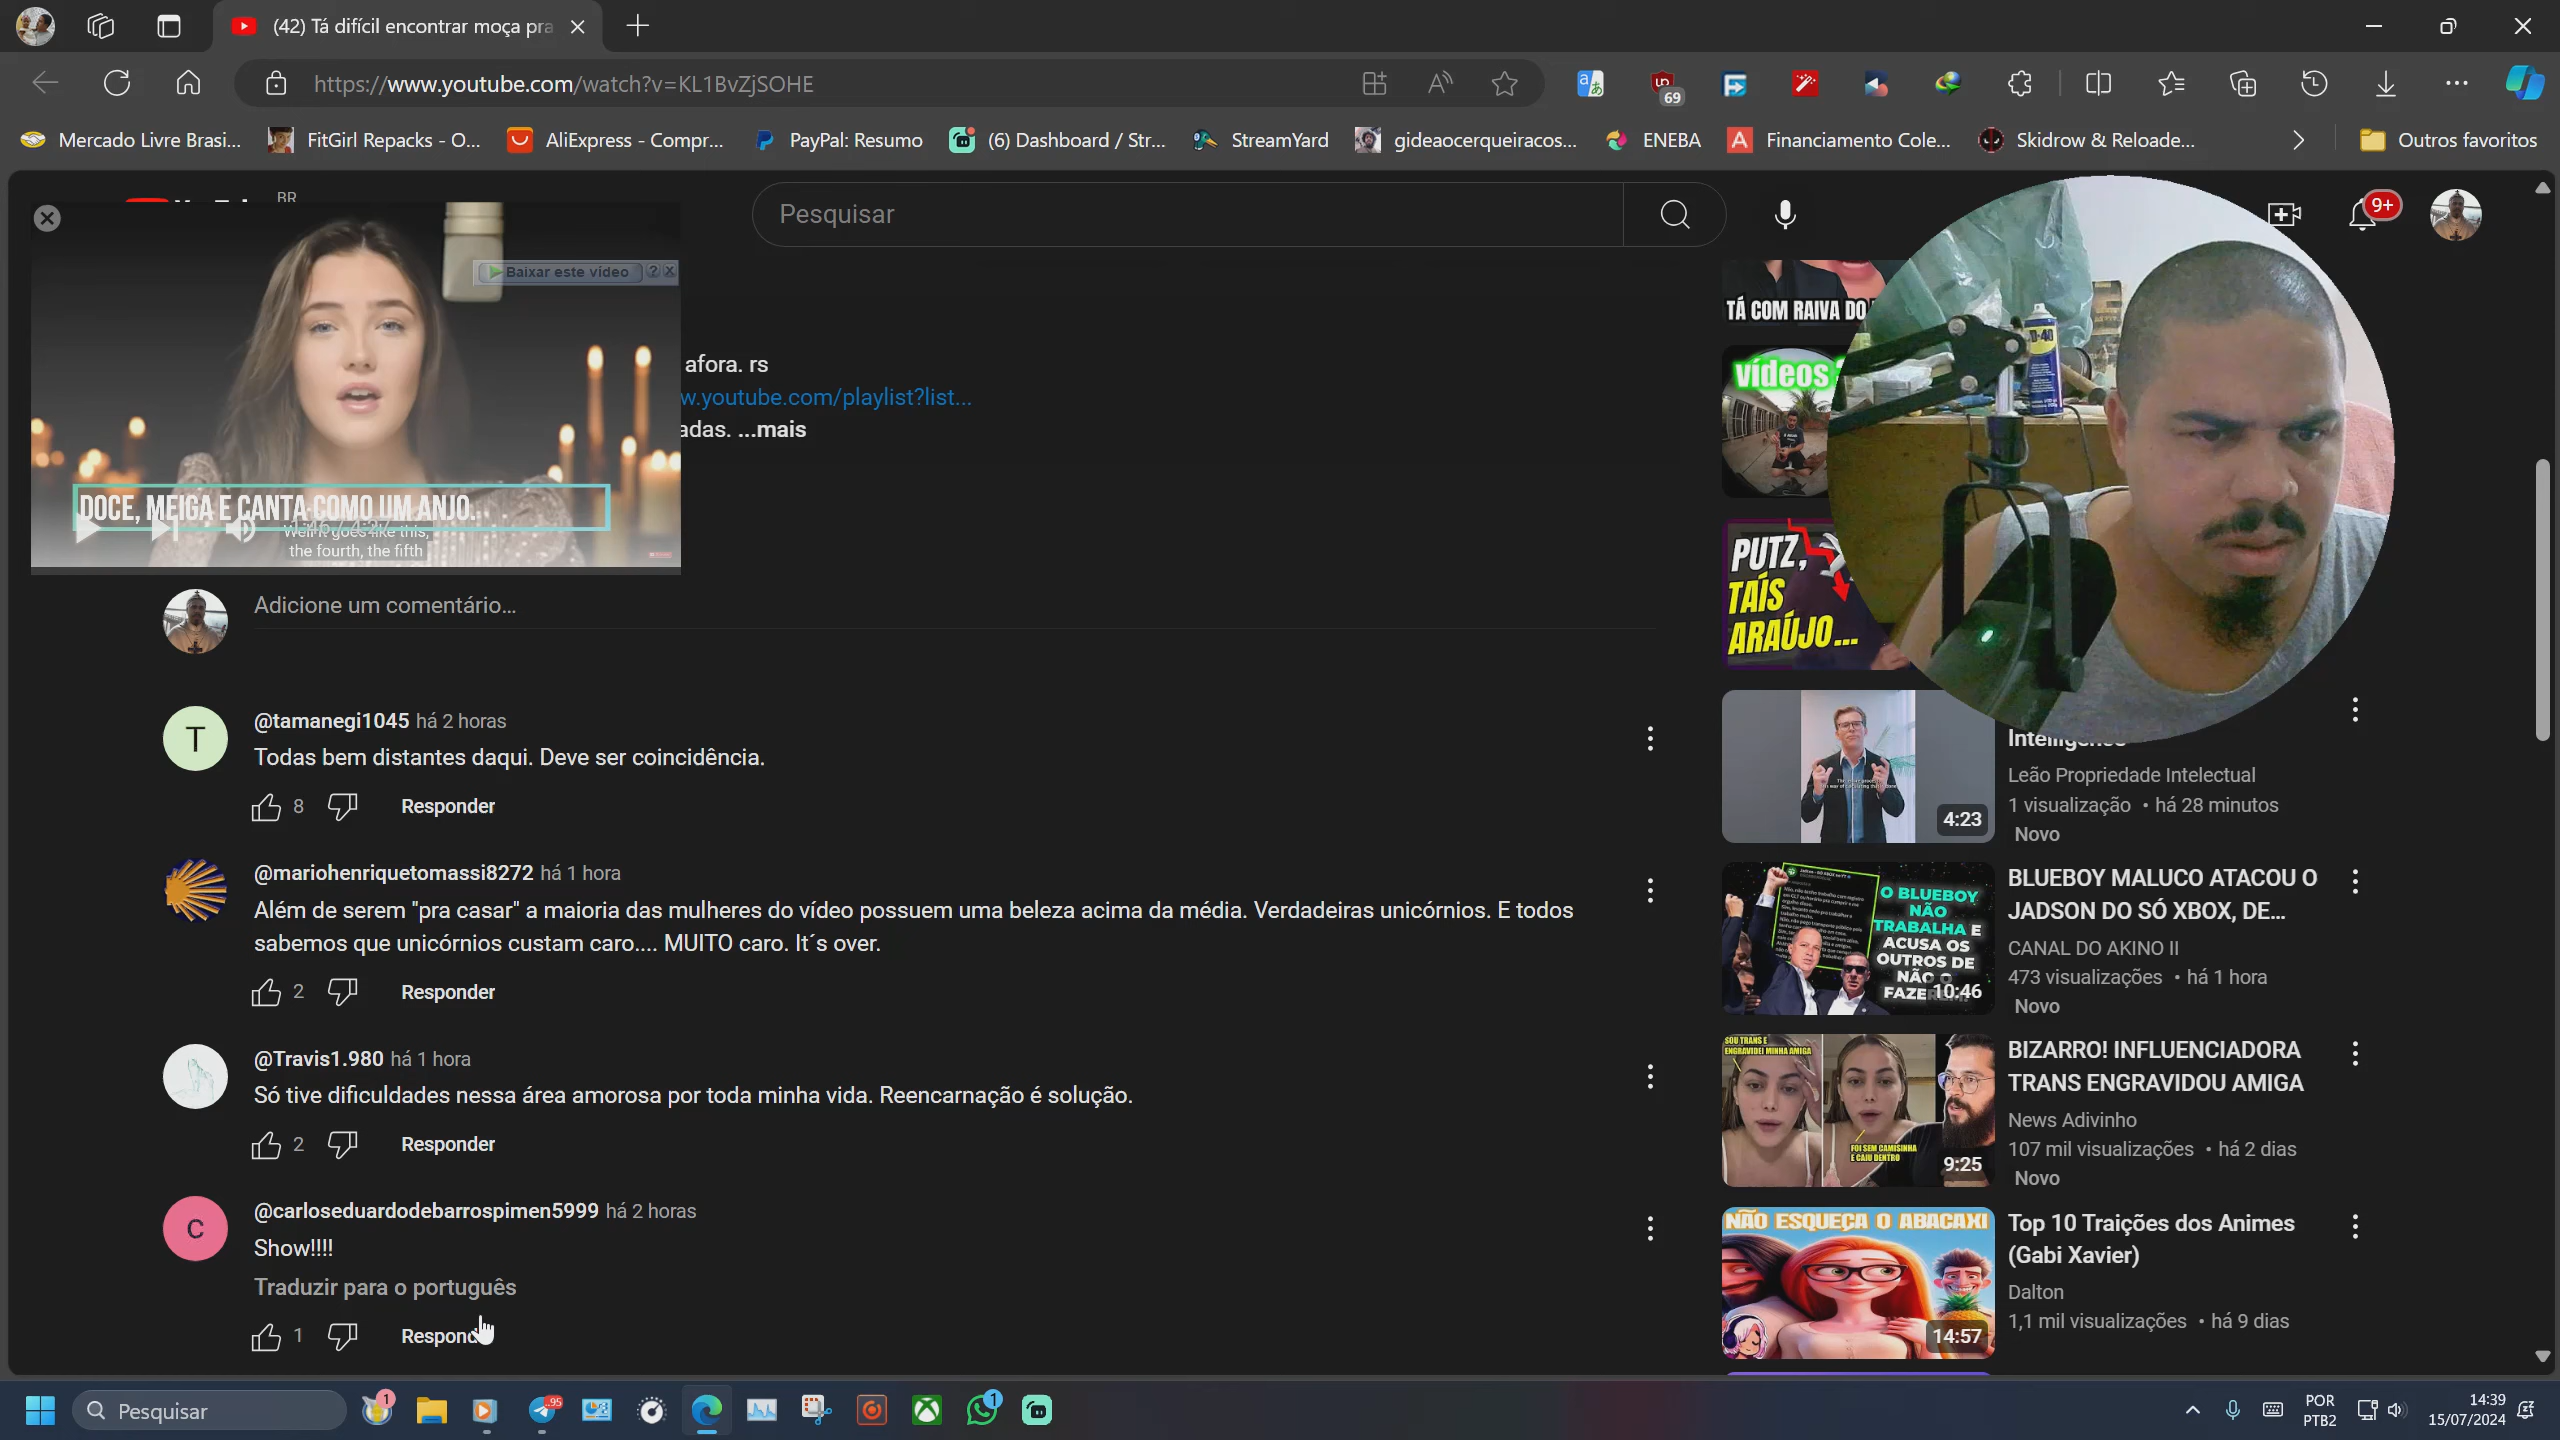 (42) Tá difícil encontrar moça pra
https://www.youtube.com/watch?v=KL1BvZjSOHE
69
Mercado Livre Brasi...
FitGirl Repacks - O...
AliExpress - Compr...
PayPal: Resumo
(6) Dashboard / Str...
StreamYard
gideaocerqueiracos...
ENEBA
Financiamento Cole...
Skidrow & Reloade...
Outros favoritos
BR
Pesquisar
9+
Baixar este vídeo
DOCE, MEIGA E CANTA COMO UM ANJO.
Well it goes like this,
the fourth, the fifth
afora. rs
w.youtube.com/playlist?list...
adas. ...mais
Adicione um comentário...
@tamanegi1045 há 2 horas
Todas bem distantes daqui. Deve ser coincidência.
8 Responder
@mariohenriquetomassi8272 há 1 hora
Além de serem "pra casar" a maioria das mulheres do vídeo possuem uma beleza acima da média. Verdadeiras unicórnios. E todos
sabemos que unicórnios custam caro.... MUITO caro. It´s over.
2 Responder
@Travis1.980 há 1 hora
Só tive dificuldades nessa área amorosa por toda minha vida. Reencarnação é solução.
2 Responder
@carloseduardodebarrospimen5999 há 2 horas
Show!!!!
Traduzir para o português
1 Respond
TÁ COM RAIVA DO
vídeos
PUTZ,
TAÍS
ARAÚJO...
4:23
Leão Propriedade Intelectual
1 visualização • há 28 minutos
Novo
O BLUEBOY
NÃO
TRABALHA E
ACUSA OS
OUTROS DE
NÃO O
10:46
BLUEBOY MALUCO ATACOU O
JADSON DO SÓ XBOX, DE...
CANAL DO AKINO II
473 visualizações • há 1 hora
Novo
SOU TRANS E
ENGRAVIDEI MINHA AMIGA
FOI SEM CAMISINHA
E CAIU DENTRO
9:25
BIZARRO! INFLUENCIADORA
TRANS ENGRAVIDOU AMIGA
News Adivinho
107 mil visualizações • há 2 dias
Novo
NÃO ESQUEÇA O ABACAXI
14:57
Top 10 Traições dos Animes
(Gabi Xavier)
Dalton
1,1 mil visualizações • há 9 dias
Pesquisar
1
95
1
POR
PTB2
14:39
15/07/2024